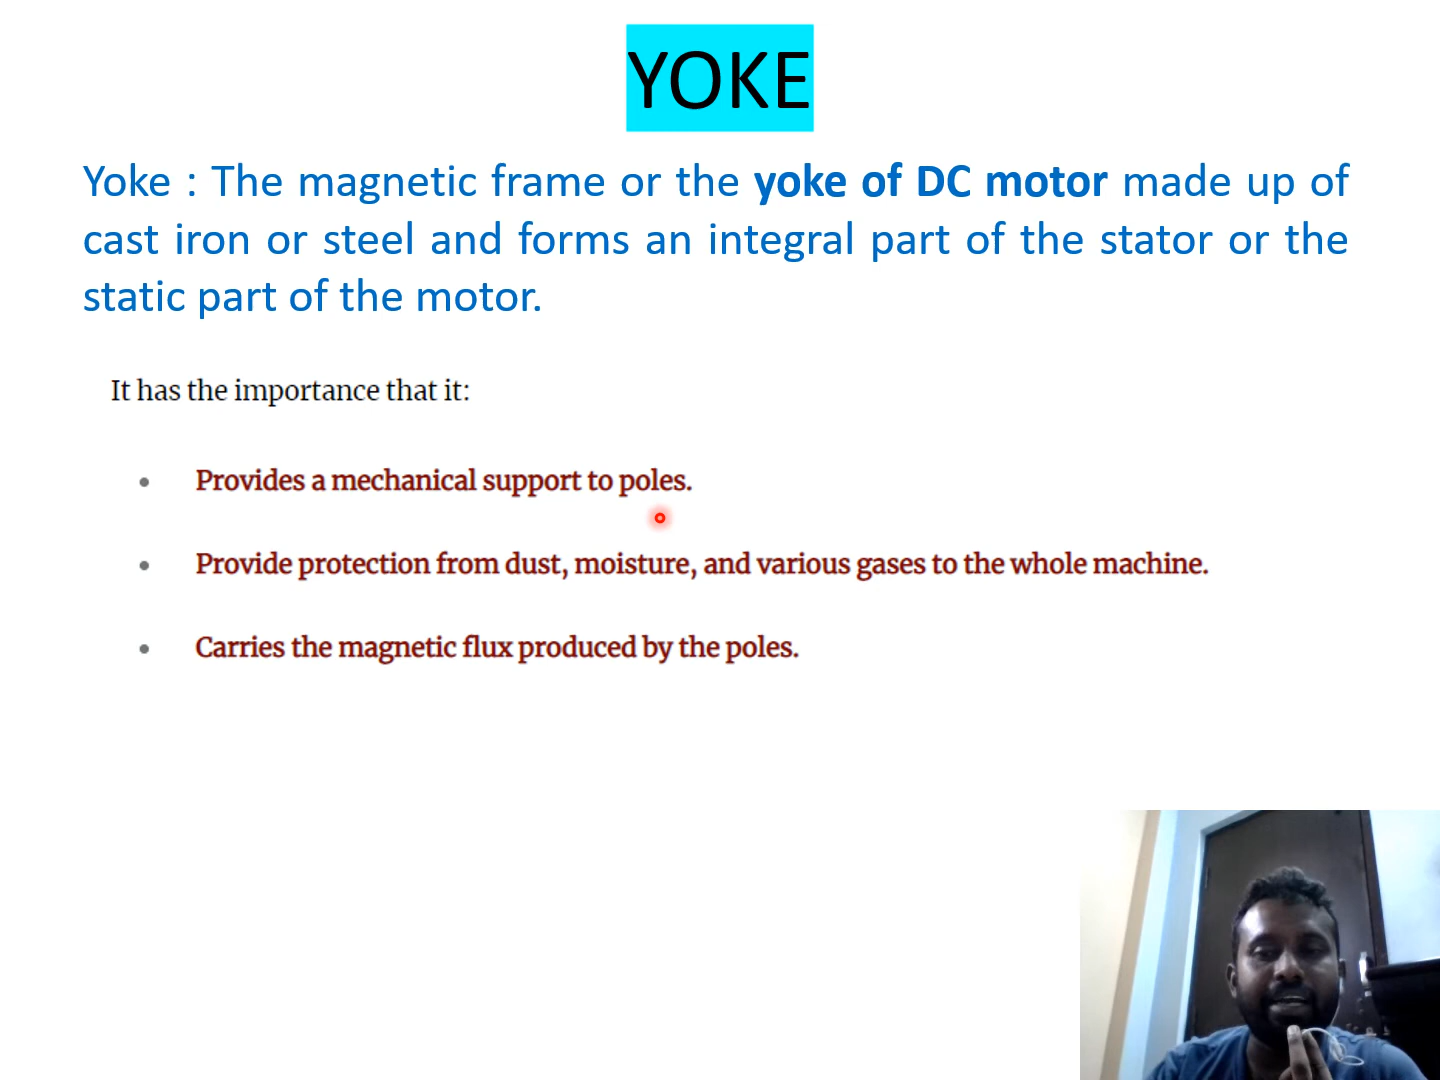 YOKE
Yoke : The magnetic frame or the yoke of DC motor made up of
cast iron or steel and forms an integral part of the stator or the
static part of the motor.
It has the importance that it:
• Provides a mechanical support to poles.
• Provide protection from dust, moisture, and various gases to the whole machine.
• Carries the magnetic flux produced by the poles.